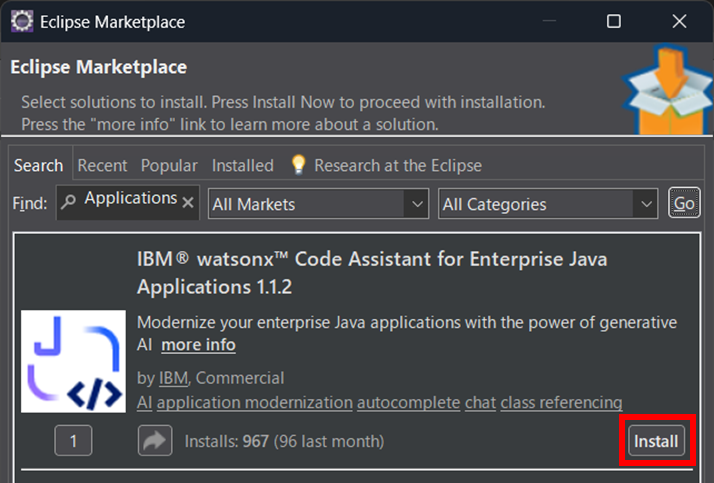 Eclipse Marketplace
Eclipse Marketplace
Select solutions to install. Press Install Now to proceed with installation.
Press the "more info" link to learn more about a solution.
Search Recent Popular Installed Research at the Eclipse
Find: Applications All Markets All Categories Go
IBM® watsonx™ Code Assistant for Enterprise Java
Applications 1.1.2
Modernize your enterprise Java applications with the power of generative
AI more info
by IBM, Commercial
AI application modernization autocomplete chat class referencing
1 Installs: 967 (96 last month) Install